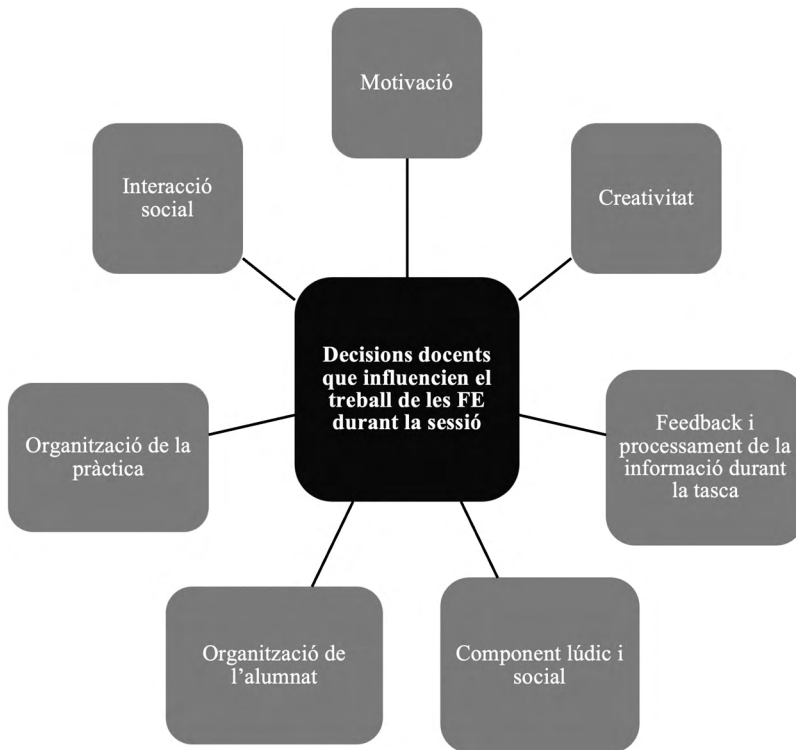 Motivació
Interacció
social
Creativitat
Decisions docents
que influencien el
treball de les FE
durant la sessió
Organització de la
pràctica
Feedback i
processament de la
informació durant
la tasca
Organització de
l’alumnat
Component lúdic i
social